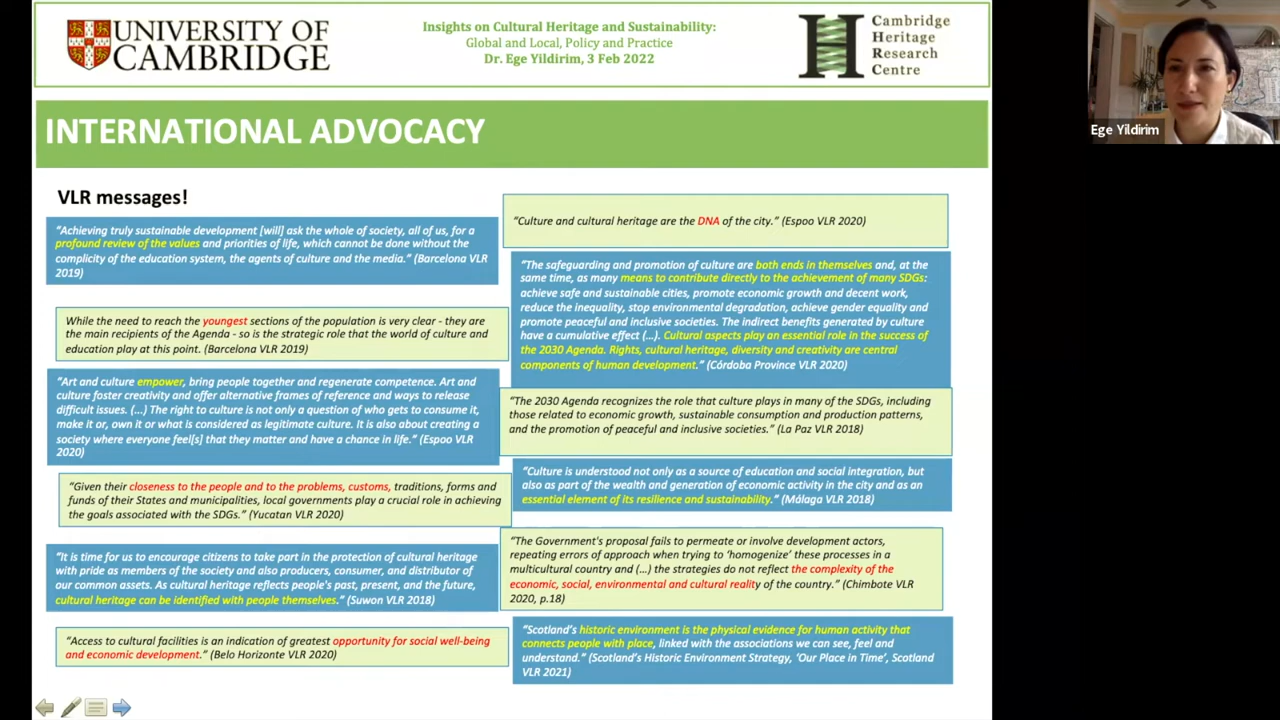 UNIVERSITY OF
CAMBRIDGE
Insights on Cultural Heritage and Sustainability:
Global and Local, Policy and Practice
Dr. Ege Yildirim, 3 Feb 2022
Cambridge
Heritage
Research
Centre
Ege Yildirim
INTERNATIONAL ADVOCACY
VLR messages!
“Achieving truly sustainable development [will] ask the whole of society, all of us, for a
profound review of the values and priorities of life, which cannot be done without the
complicity of the education system, the agents of culture and the media.” (Barcelona VLR
2019)
While the need to reach the youngest sections of the population is very clear - they are
the main recipients of the Agenda - so is the strategic role that the world of culture and
education play at this point. (Barcelona VLR 2019)
“Art and culture empower, bring people together and regenerate competence. Art and
culture foster creativity and offer alternative frames of reference and ways to release
difficult issues. (...) The right to culture is not only a question of who gets to consume it,
make it or, own it or what is considered as legitimate culture. It is also about creating a
society where everyone feel[s] that they matter and have a chance in life.” (Espoo VLR
2020)
“Given their closeness to the people and to the problems, customs, traditions, forms and
funds of their States and municipalities, local governments play a crucial role in achieving
the goals associated with the SDGs.” (Yucatan VLR 2020)
“It is time for us to encourage citizens to take part in the protection of cultural heritage
with pride as members of the society and also producers, consumer, and distributor of
our common assets. As cultural heritage reflects people's past, present, and the future,
cultural heritage can be identified with people themselves.” (Suwon VLR 2018)
“Access to cultural facilities is an indication of greatest opportunity for social well-being
and economic development.” (Belo Horizonte VLR 2020)
“Culture and cultural heritage are the DNA of the city.” (Espoo VLR 2020)
“The safeguarding and promotion of culture are both ends in themselves and, at the
same time, as many means to contribute directly to the achievement of many SDGs:
achieve safe and sustainable cities, promote economic growth and decent work,
reduce the inequality, stop environmental degradation, achieve gender equality and
promote peaceful and inclusive societies. The indirect benefits generated by culture
have a cumulative effect (...). Cultural aspects play an essential role in the success of
the 2030 Agenda. Rights, cultural heritage, diversity and creativity are central
components of human development.” (Córdoba Province VLR 2020)
“The 2030 Agenda recognizes the role that culture plays in many of the SDGs, including
those related to economic growth, sustainable consumption and production patterns,
and the promotion of peaceful and inclusive societies.” (La Paz VLR 2018)
“Culture is understood not only as a source of education and social integration, but
also as part of the wealth and generation of economic activity in the city and as an
essential element of its resilience and sustainability.” (Málaga VLR 2018)
“The Government's proposal fails to permeate or involve development actors,
repeating errors of approach when trying to ‘homogenize’ these processes in a
multicultural country and (...) the strategies do not reflect the complexity of the
economic, social, environmental and cultural reality of the country.” (Chimbote VLR
2020, p.18)
“Scotland’s historic environment is the physical evidence for human activity that
connects people with place, linked with the associations we can see, feel and
understand.” (Scotland’s Historic Environment Strategy, ‘Our Place in Time’, Scotland
VLR 2021)